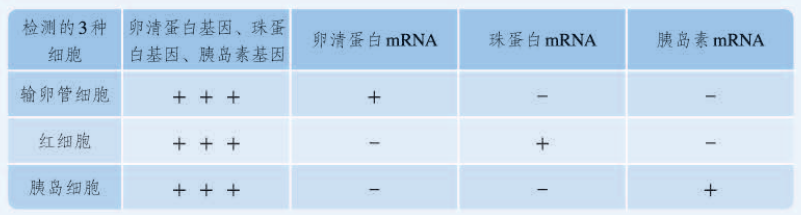 检测的3种细胞 卵清蛋白基因、珠蛋白基因、胰岛素基因 卵清蛋白mRNA 珠蛋白mRNA 胰岛素mRNA
输卵管细胞 + + + + − −
红细胞 + + + − + −
胰岛细胞 + + + − − +